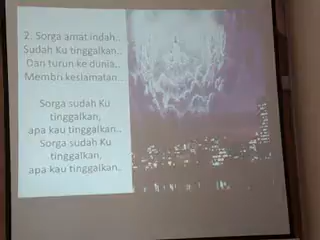 2. Sorga amat indah..
Sudah Ku tinggalkan..
Dan turun ke dunia..
Membri keslamatan...
Sorga sudah Ku
tinggalkan,
apa kau tinggalkan..
Sorga sudah Ku
tinggalkan,
apa kau tinggalkan..